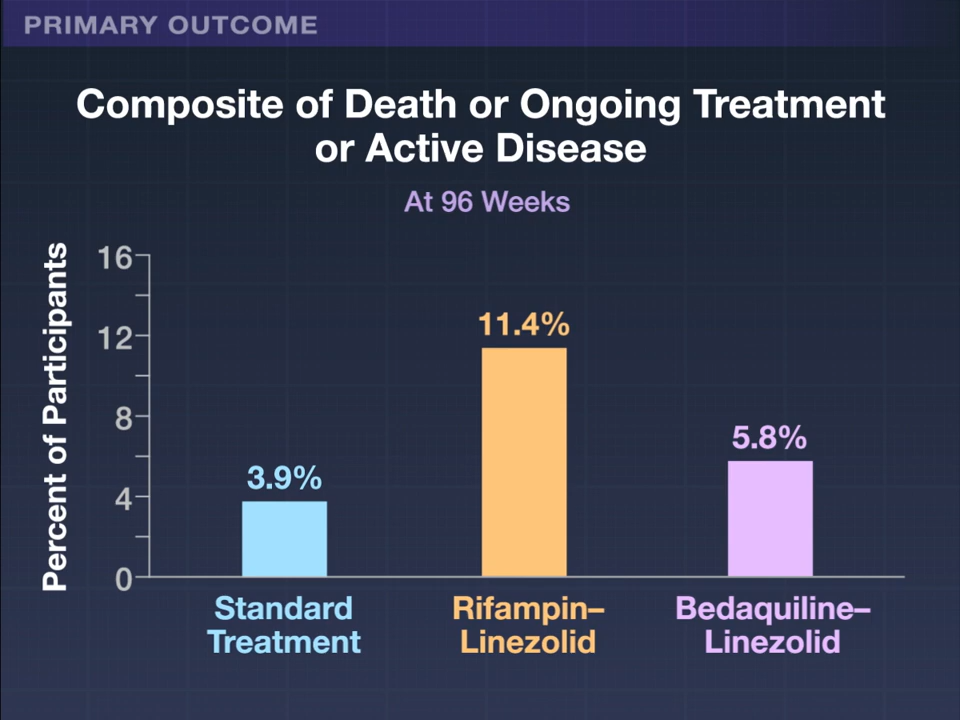 PRIMARY OUTCOME
Composite of Death or Ongoing Treatment
or Active Disease
At 96 Weeks
Percent of Participants
16
12
8
4
0
3.9%
11.4%
5.8%
Standard
Treatment
Rifampin–
Linezolid
Bedaquiline–
Linezolid